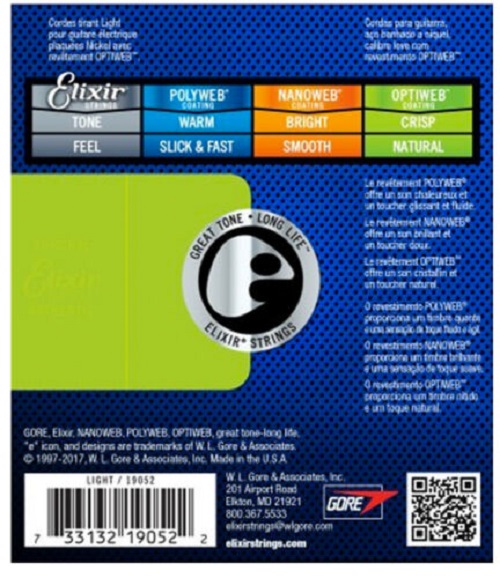 Cordes tirant Light
pour guitare électrique
plaquées Nickel avec
revêtement OPTIWEB™
Cordas para guitarra,
aço banhado a níquel,
calibre leve com
revestimento OPTIWEB™
Elixir STRINGS
POLYWEB® COATING
NANOWEB® COATING
OPTIWEB™ COATING
TONE WARM BRIGHT CRISP
FEEL SLICK & FAST SMOOTH NATURAL
Le revêtement POLYWEB®
offre un son chaleureux et
un toucher glissant et fluide.
Le revêtement NANOWEB®
offre un son brillant et
un toucher doux.
Le revêtement OPTIWEB™
offre un son cristallin et
un toucher naturel.
O revestimento POLYWEB®
proporciona um timbre quente
e uma sensação de toque fluida e ágil.
O revestimento NANOWEB®
proporciona um timbre brilhante
e uma sensação de toque suave.
O revestimento OPTIWEB™
proporciona um timbre nítido
e um toque natural.
Elixir
GREAT TONE • LONG LIFE™
e
ELIXIR® STRINGS
GORE, Elixir, NANOWEB, POLYWEB, OPTIWEB, great tone-long life,
"e" icon, and designs are trademarks of W. L. Gore & Associates.
© 1997-2017, W. L. Gore & Associates, Inc. Made in the U.S.A.
LIGHT / 19052
7 33132 19052 2
W. L. Gore & Associates, Inc.
201 Airport Road
Elkton, MD 21921
800.367.5533
elixirstrings@wlgore.com
elixirstrings.com
GORE